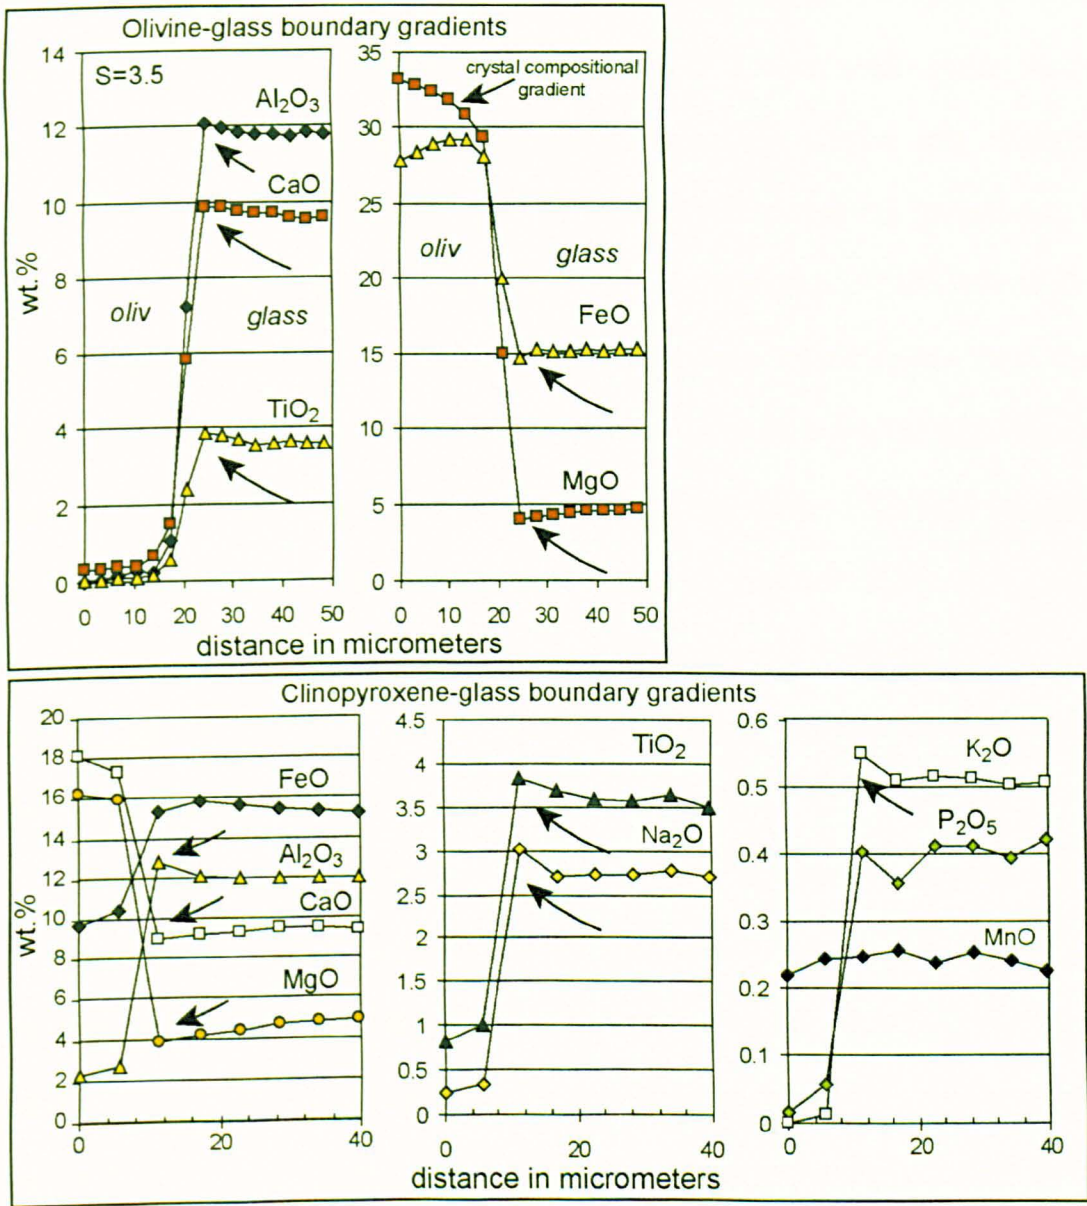 Olivine-glass boundary gradients
S=3.5
Al₂O₃
CaO
TiO₂
oliv glass
wt.%
14
12
10
8
6
4
2
0
0 10 20 30 40 50
crystal compositional
gradient
oliv glass
FeO
MgO
35
30
25
20
15
10
5
0
0 10 20 30 40 50
distance in micrometers
Clinopyroxene-glass boundary gradients
FeO
Al₂O₃
CaO
MgO
wt.%
20
18
16
14
12
10
8
6
4
2
0
0 20 40
TiO₂
Na₂O
4.5
4
3.5
3
2.5
2
1.5
1
0.5
0
0 20 40
K₂O
P₂O₅
MnO
0.6
0.5
0.4
0.3
0.2
0.1
0
0 20 40
distance in micrometers